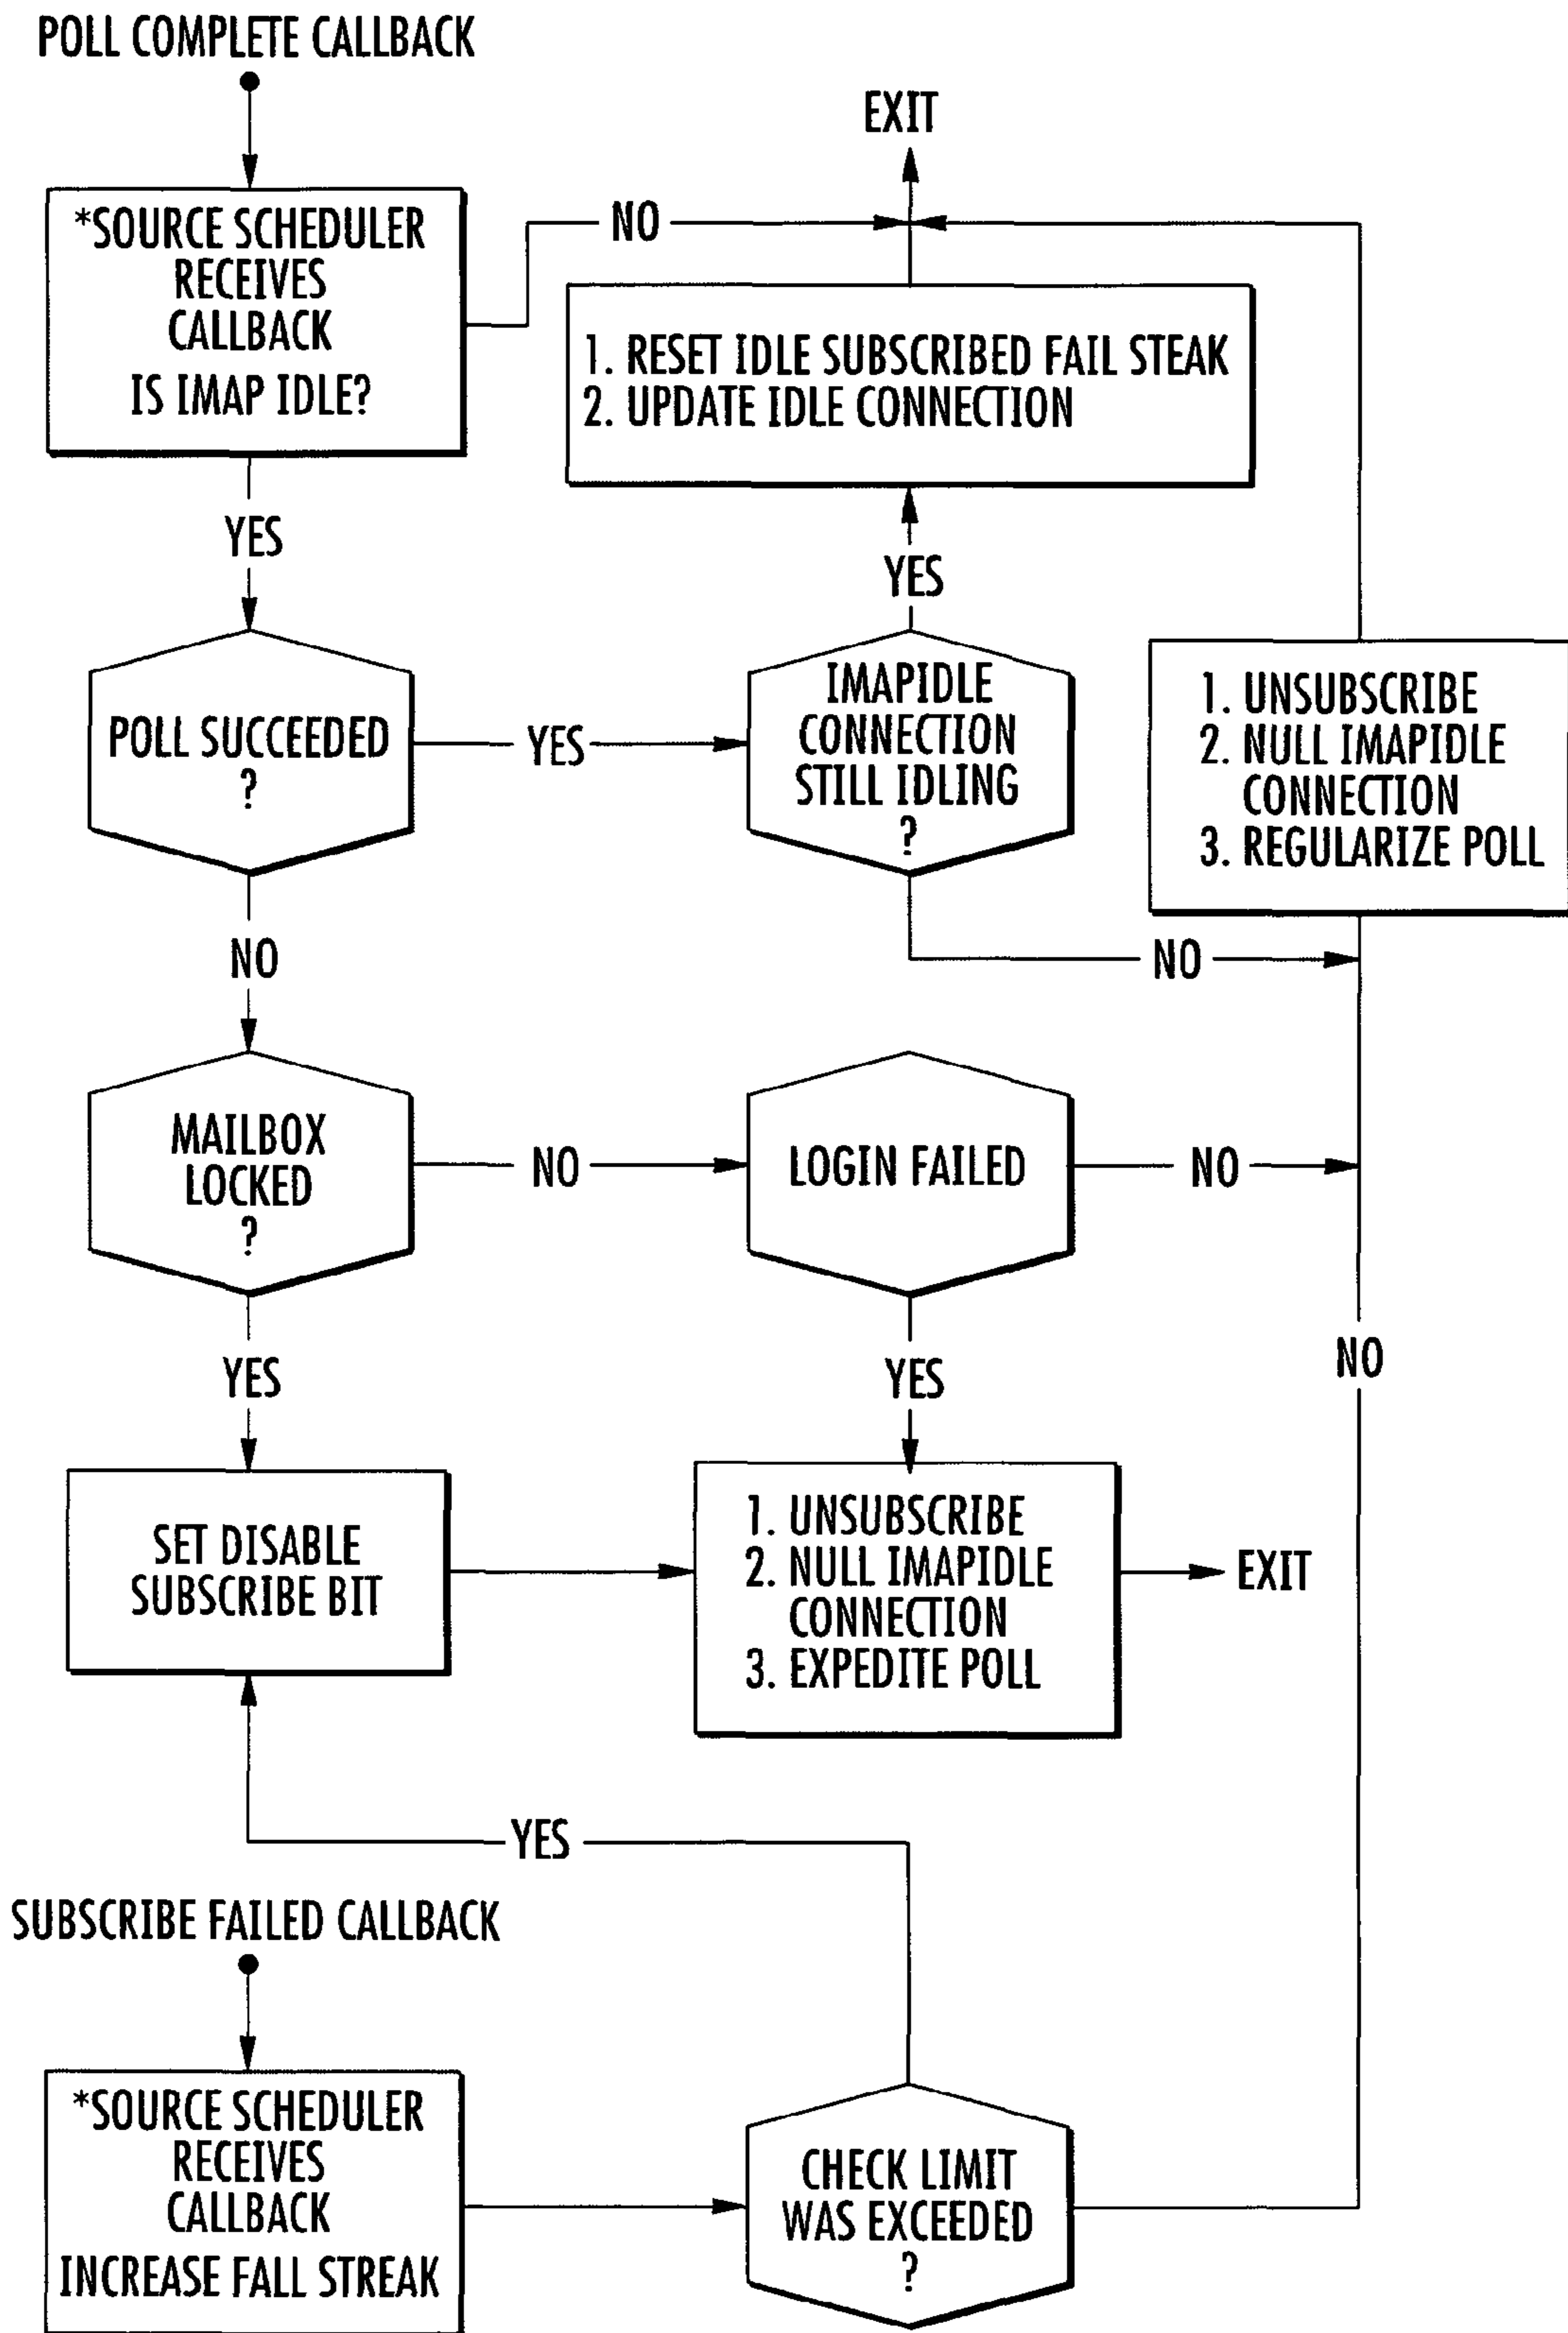 POLL COMPLETE CALLBACK
EXIT
*SOURCE SCHEDULER
RECEIVES
CALLBACK
IS IMAP IDLE?
NO
1. RESET IDLE SUBSCRIBED FAIL STEAK
2. UPDATE IDLE CONNECTION
YES
YES
POLL SUCCEEDED
?
YES
IMAPIDLE
CONNECTION
STILL IDLING
?
1. UNSUBSCRIBE
2. NULL IMAPIDLE
CONNECTION
3. REGULARIZE POLL
NO
NO
MAILBOX
LOCKED
?
NO
LOGIN FAILED
NO
YES
YES
NO
SET DISABLE
SUBSCRIBE BIT
1. UNSUBSCRIBE
2. NULL IMAPIDLE
CONNECTION
3. EXPEDITE POLL
EXIT
YES
SUBSCRIBE FAILED CALLBACK
*SOURCE SCHEDULER
RECEIVES
CALLBACK
INCREASE FALL STREAK
CHECK LIMIT
WAS EXCEEDED
?